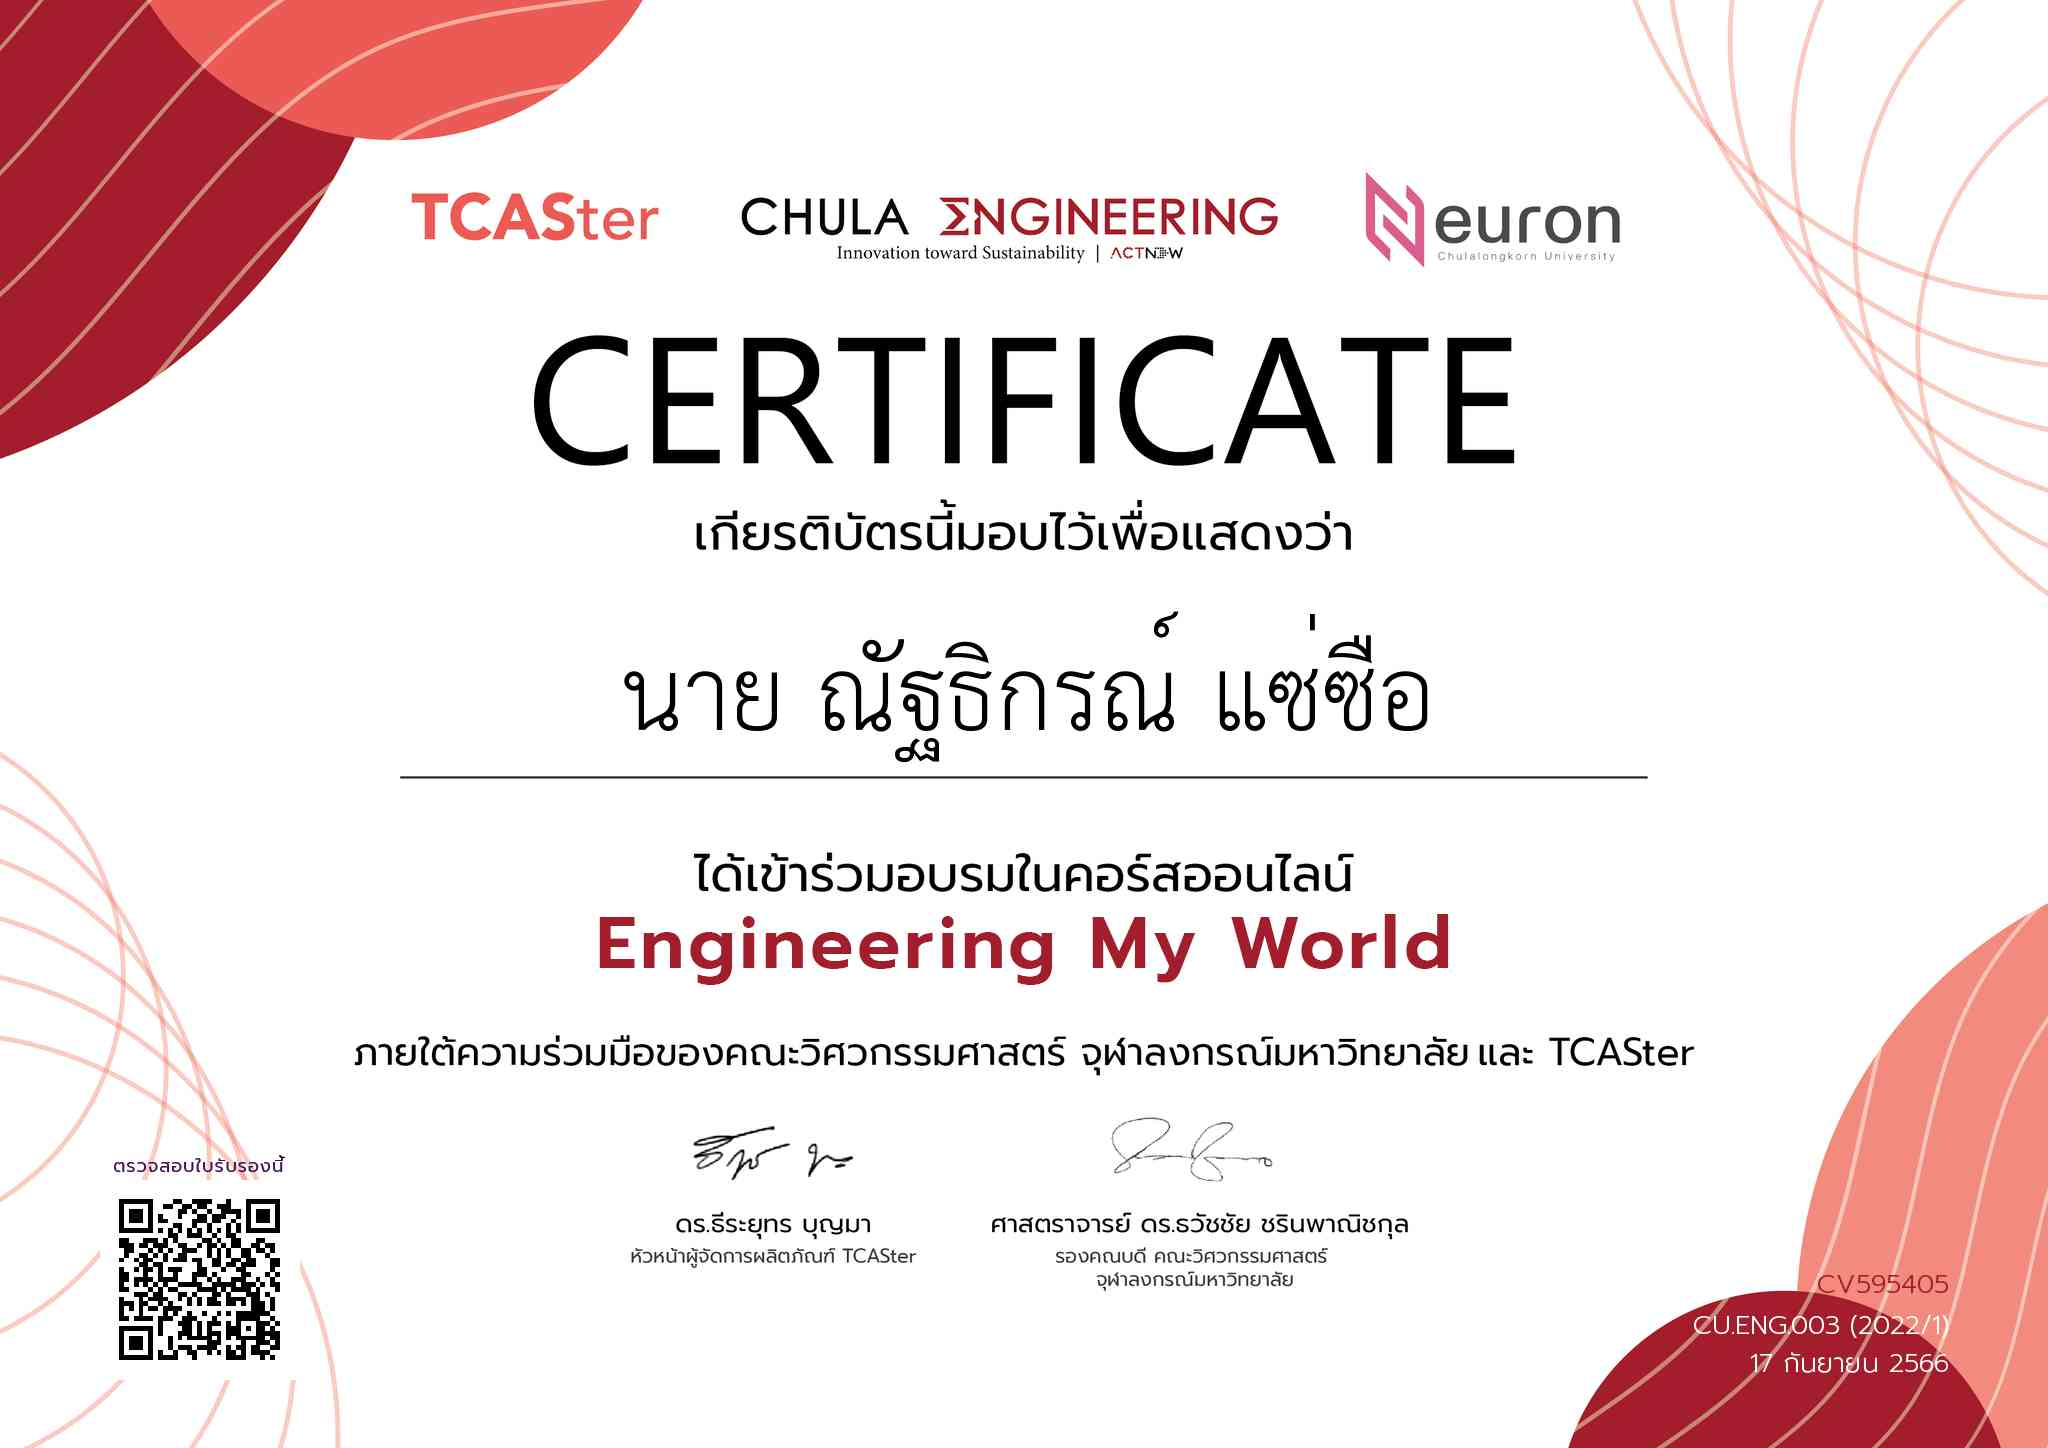 TCASter
CHULA ENGINEERING
Innovation toward Sustainability | ACTNOW
Neuron
Chulalongkorn University
CERTIFICATE
เกียรติบัตรนี้มอบไว้เพื่อแสดงว่า
นาย ณัฐธิกรณ์ แซ่ซือ
ได้เข้าร่วมอบรมในคอร์สออนไลน์
Engineering My World
ภายใต้ความร่วมมือของคณะวิศวกรรมศาสตร์ จุฬาลงกรณ์มหาวิทยาลัย และ TCASter
ตรวจสอบใบรับรองนี้
ดร.ธีระยุทร บุญมา
หัวหน้าผู้จัดการผลิตภัณฑ์ TCASter
ศาสตราจารย์ ดร.ธวัชชัย ชรินพาณิชกุล
รองคณบดี คณะวิศวกรรมศาสตร์
จุฬาลงกรณ์มหาวิทยาลัย
CV595405
CU.ENG.003 (2022/1)
17 กันยายน 2566